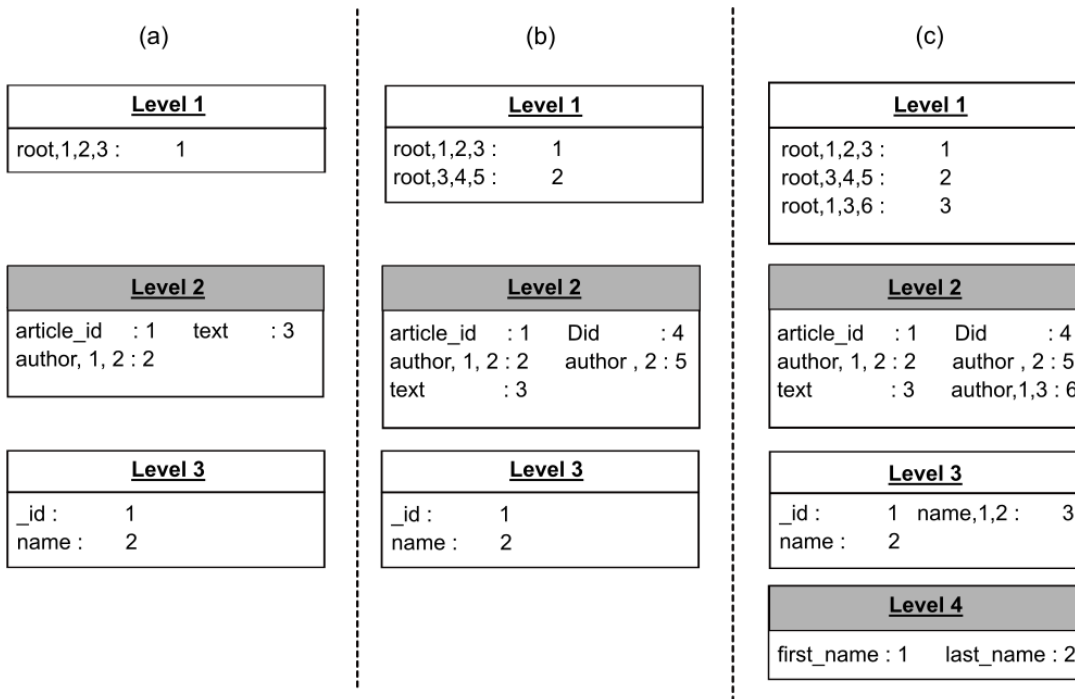 (a)
Level 1
root,1,2,3 : 1
Level 2
article_id : 1 text : 3
author, 1, 2 : 2
Level 3
_id : 1
name : 2
(b)
Level 1
root,1,2,3 : 1
root,3,4,5 : 2
Level 2
article_id : 1 Did : 4
author, 1, 2 : 2 author , 2 : 5
text : 3
Level 3
_id : 1
name : 2
(c)
Level 1
root,1,2,3 : 1
root,3,4,5 : 2
root,1,3,6 : 3
Level 2
article_id : 1 Did : 4
author, 1, 2 : 2 author , 2 : 5
text : 3 author,1,3 : 6
Level 3
_id : 1 name,1,2 : 3
name : 2
Level 4
first_name : 1 last_name : 2